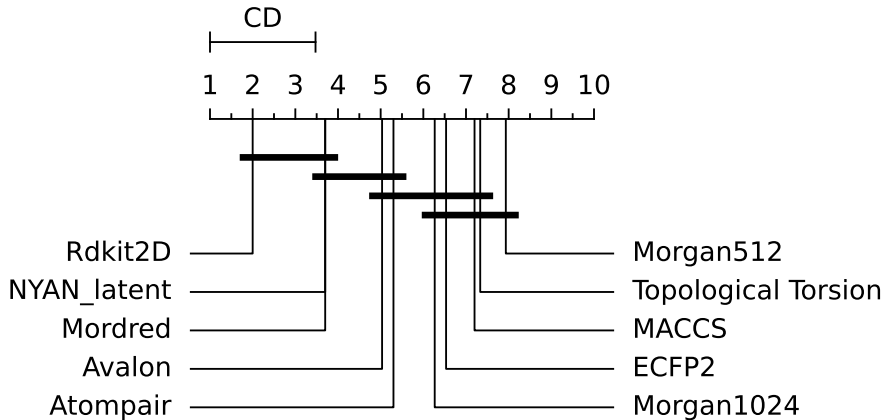 CD
1 2 3 4 5 6 7 8 9 10
Rdkit2D
NYAN_latent
Mordred
Avalon
Atompair
Morgan512
Topological Torsion
MACCS
ECFP2
Morgan1024